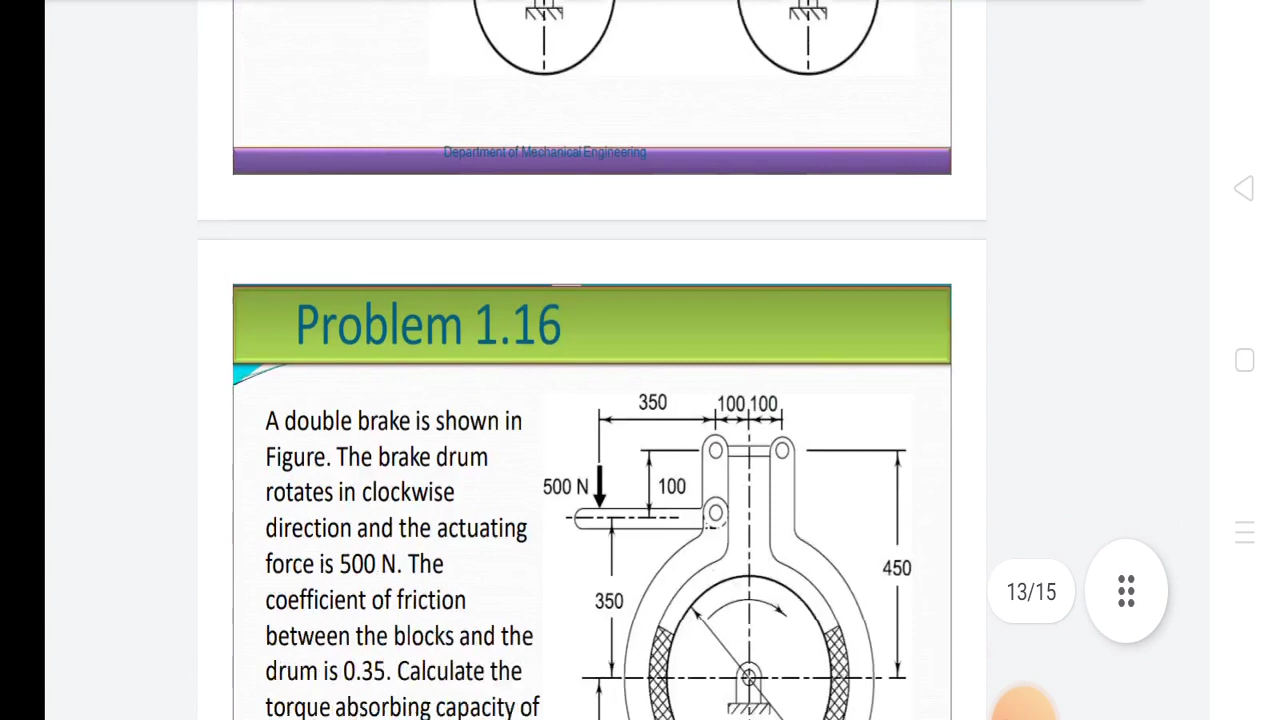 Department of Mechanical Engineering
Problem 1.16
350
100
100
A double brake is shown in
Figure. The brake drum
500 N
100
rotates in clockwise
direction and the actuating
force is 500 N. The
450
13/15
coefficient of friction
350
between the blocks and the
drum is 0.35. Calculate the
torque absorbing capacity of